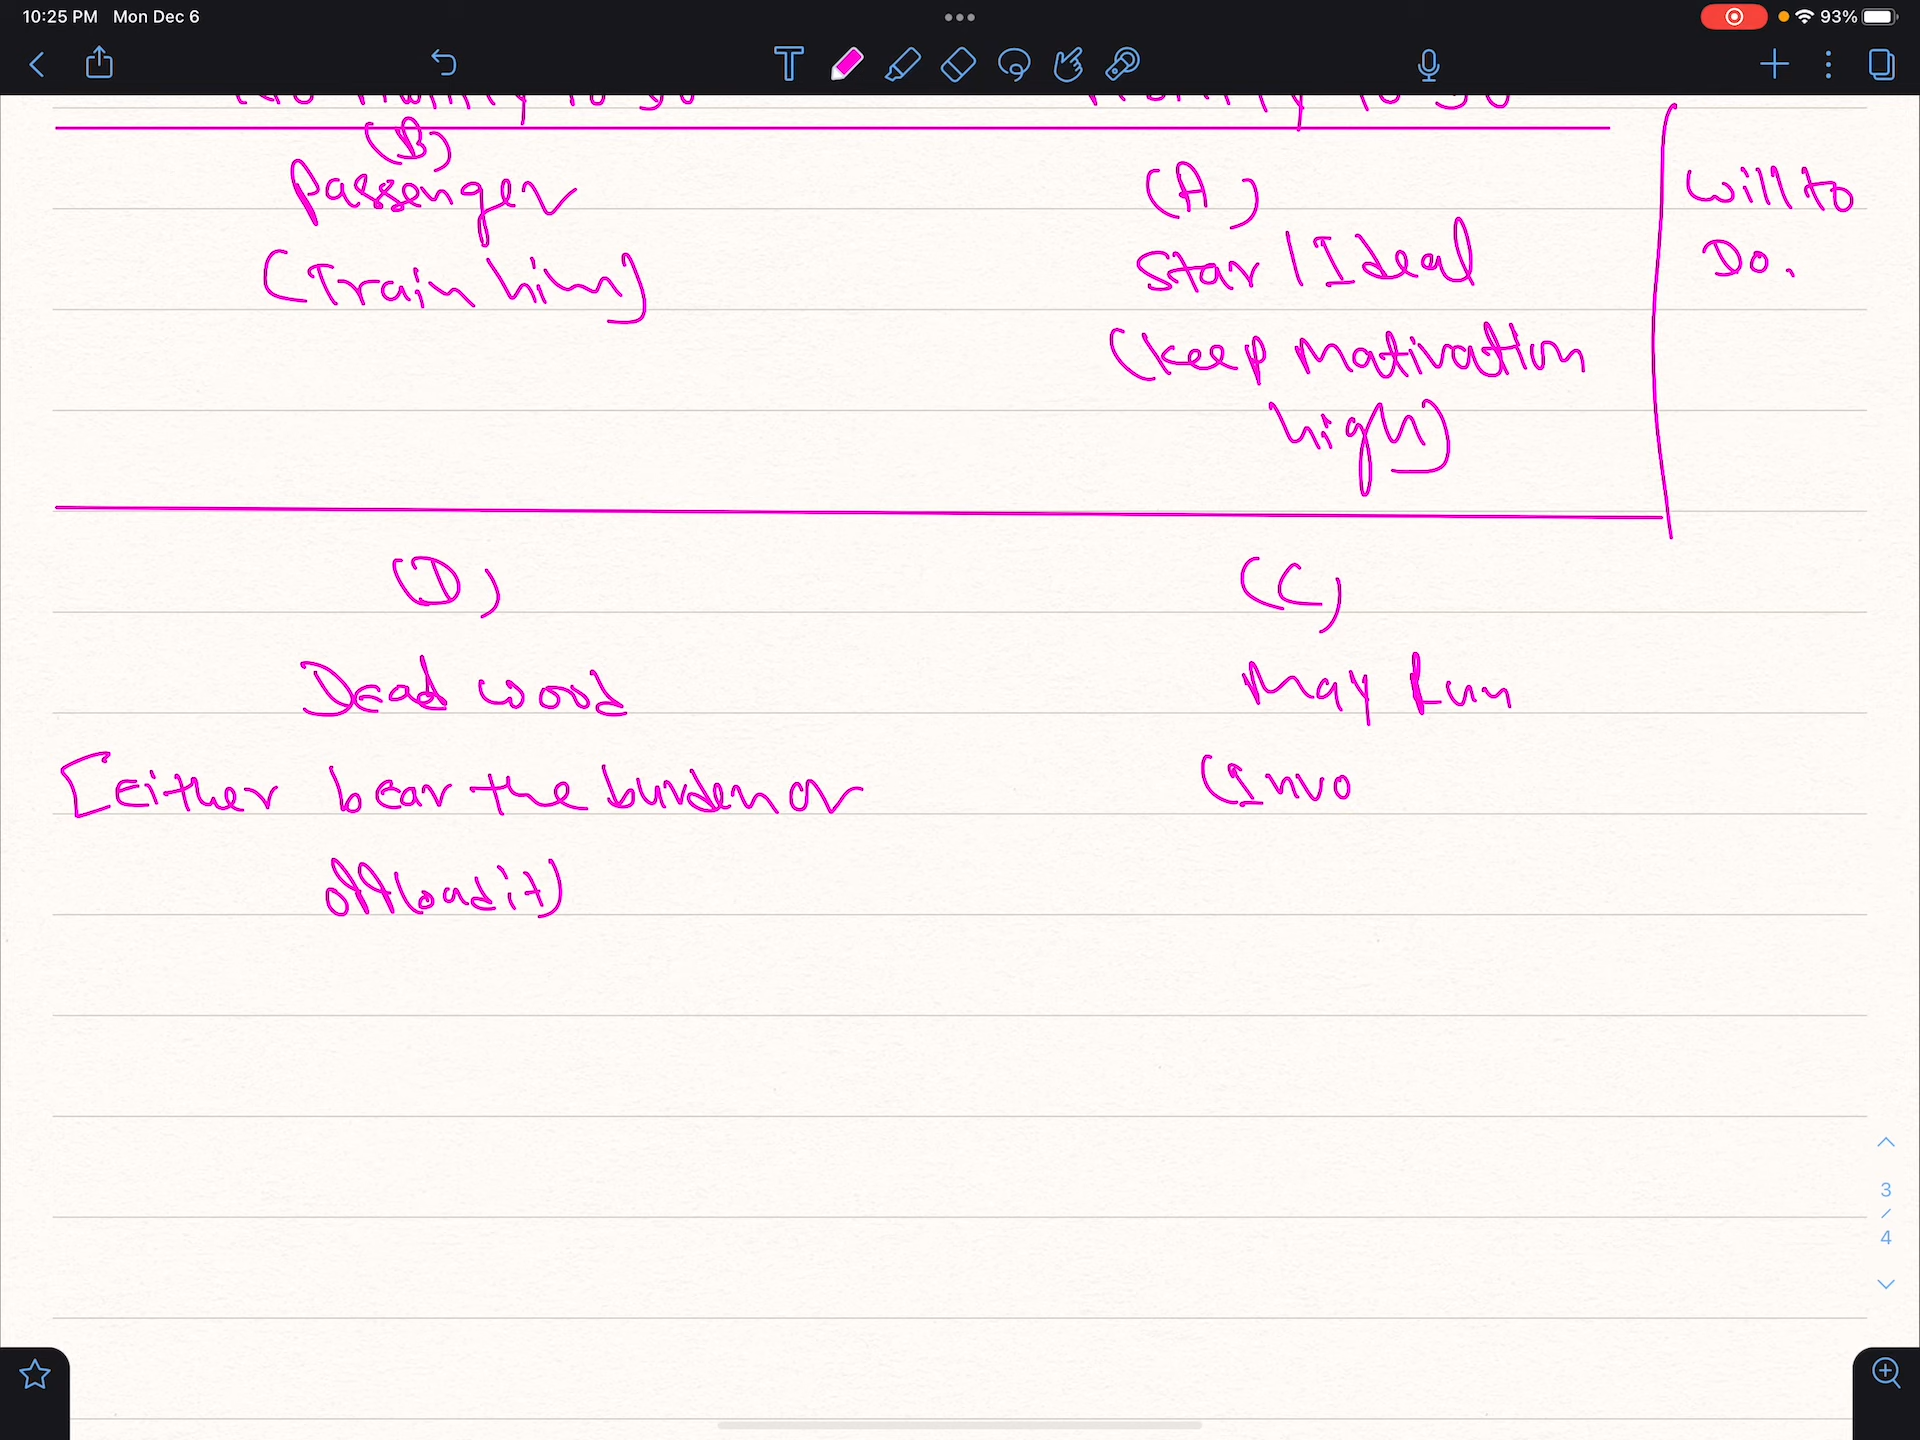 10:25 PM Mon Dec 6
93%
(B)
Passenger
(Train him)
(A)
Star / Ideal
(keep motivation
high)
will to
Do.
(D)
Dead wood
[Either bear the burden or
offload it)
(C)
May Run
(Invo
3
/
4